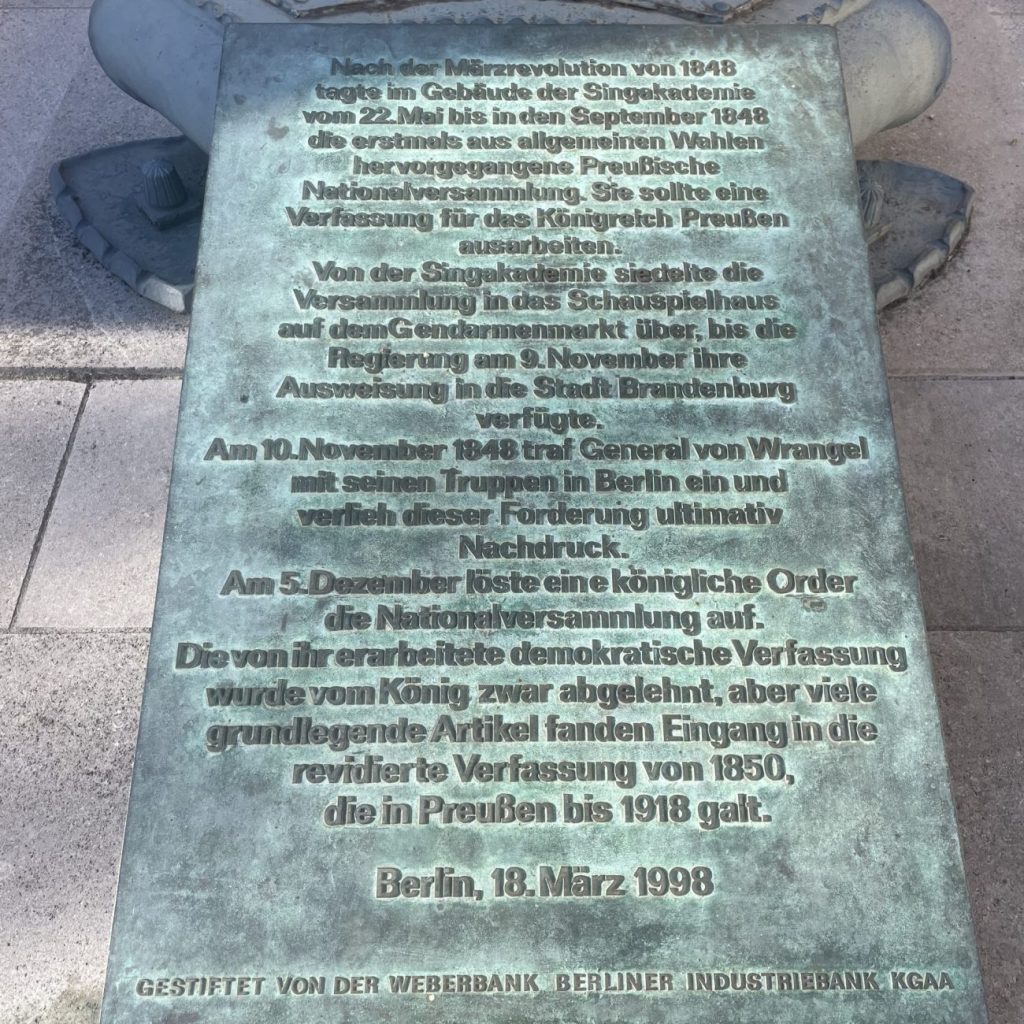 Nach der Märzrevolution von 1848
tagte im Gebäude der Singakademie
vom 22. Mai bis in den September 1848
die erstmals aus allgemeinen Wahlen
hervorgegangene Preußische
Nationalversammlung. Sie sollte eine
Verfassung für das Königreich Preußen
ausarbeiten.
Von der Singakademie siedelte die
Versammlung in das Schauspielhaus
auf dem Gendarmenmarkt über, bis die
Regierung am 9. November ihre
Ausweisung in die Stadt Brandenburg
verfügte.
Am 10. November 1848 traf General von Wrangel
mit seinen Truppen in Berlin ein und
verlieh dieser Forderung ultimativ
Nachdruck.
Am 5. Dezember löste eine königliche Order
die Nationalversammlung auf.
Die von ihr erarbeitete demokratische Verfassung
wurde vom König zwar abgelehnt, aber viele
grundlegende Artikel fanden Eingang in die
revidierte Verfassung von 1850,
die in Preußen bis 1918 galt.
Berlin, 18. März 1998
GESTIFTET VON DER WEBERBANK BERLINER INDUSTRIEBANK KGAA